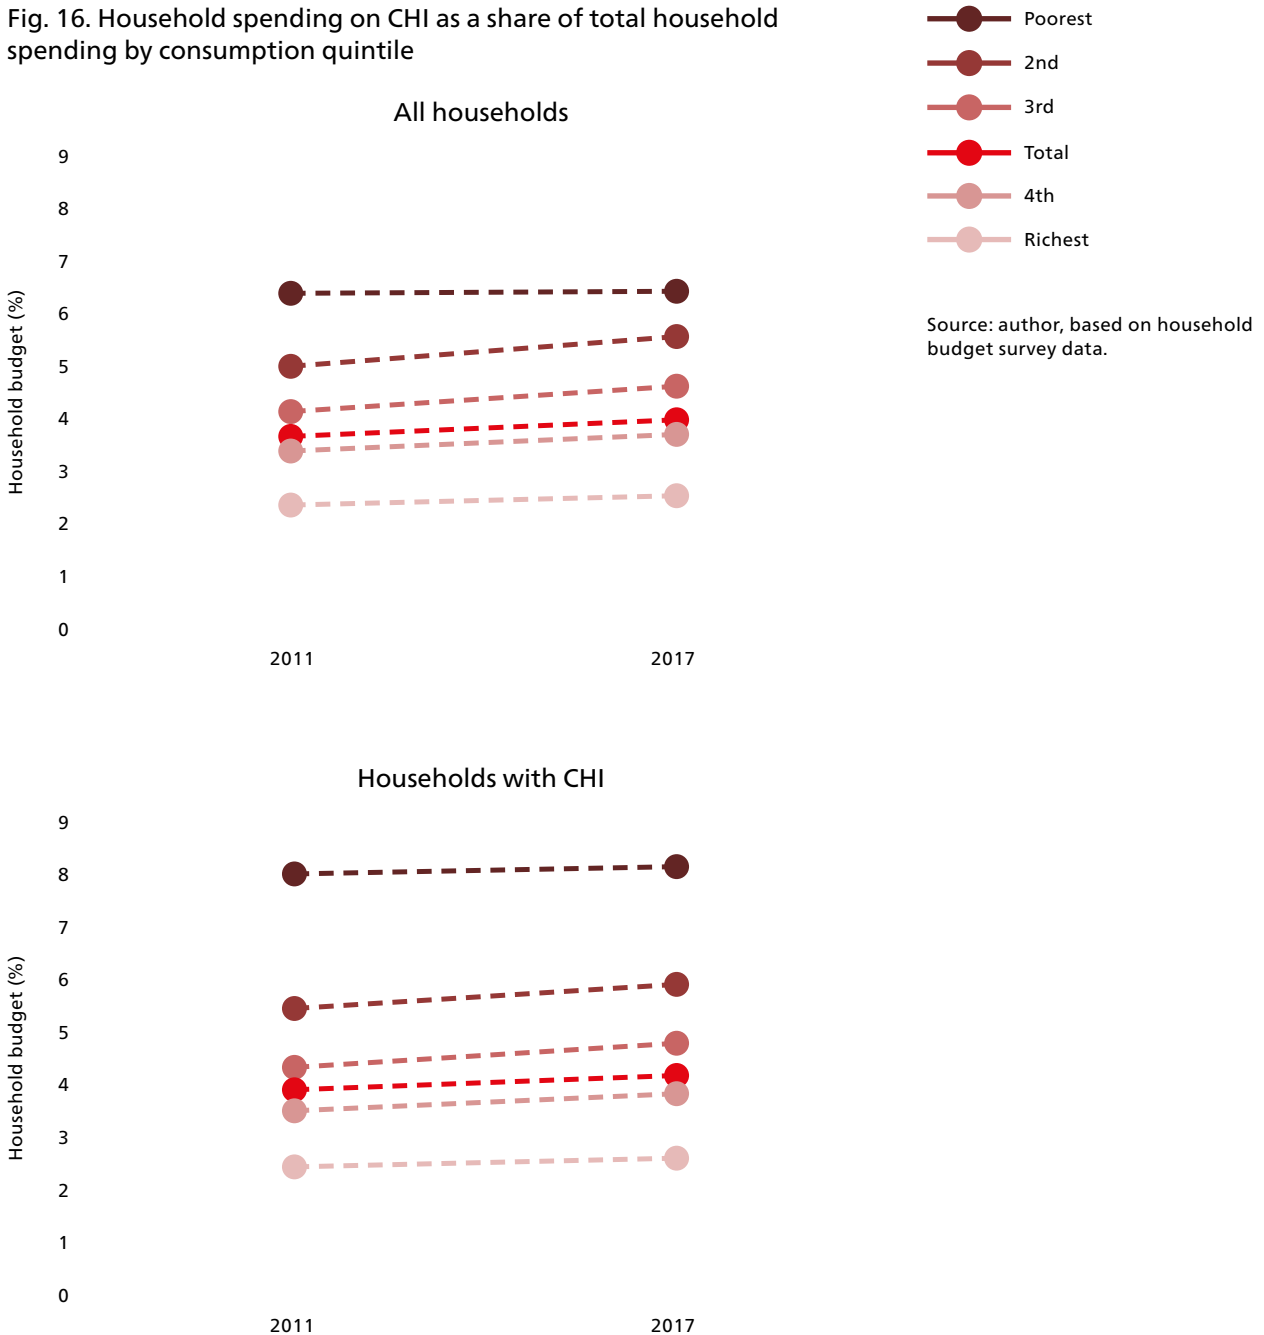 Fig. 16. Household spending on CHI as a share of total household
spending by consumption quintile
All households
9
8
7
6
5
4
3
2
1
0
Household budget (%)
2011
2017
Households with CHI
9
8
7
6
5
4
3
2
1
0
Household budget (%)
2011
2017
Poorest
2nd
3rd
Total
4th
Richest
Source: author, based on household
budget survey data.